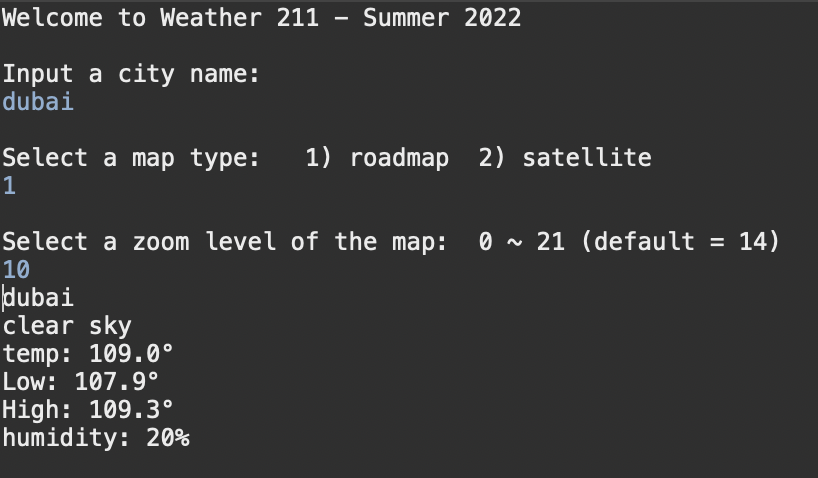 Welcome to Weather 211 – Summer 2022
Input a city name:
dubai
Select a map type:   1) roadmap  2) satellite
1
Select a zoom level of the map:  0 ~ 21 (default = 14)
10
dubai
clear sky
temp: 109.0°
Low: 107.9°
High: 109.3°
humidity: 20%